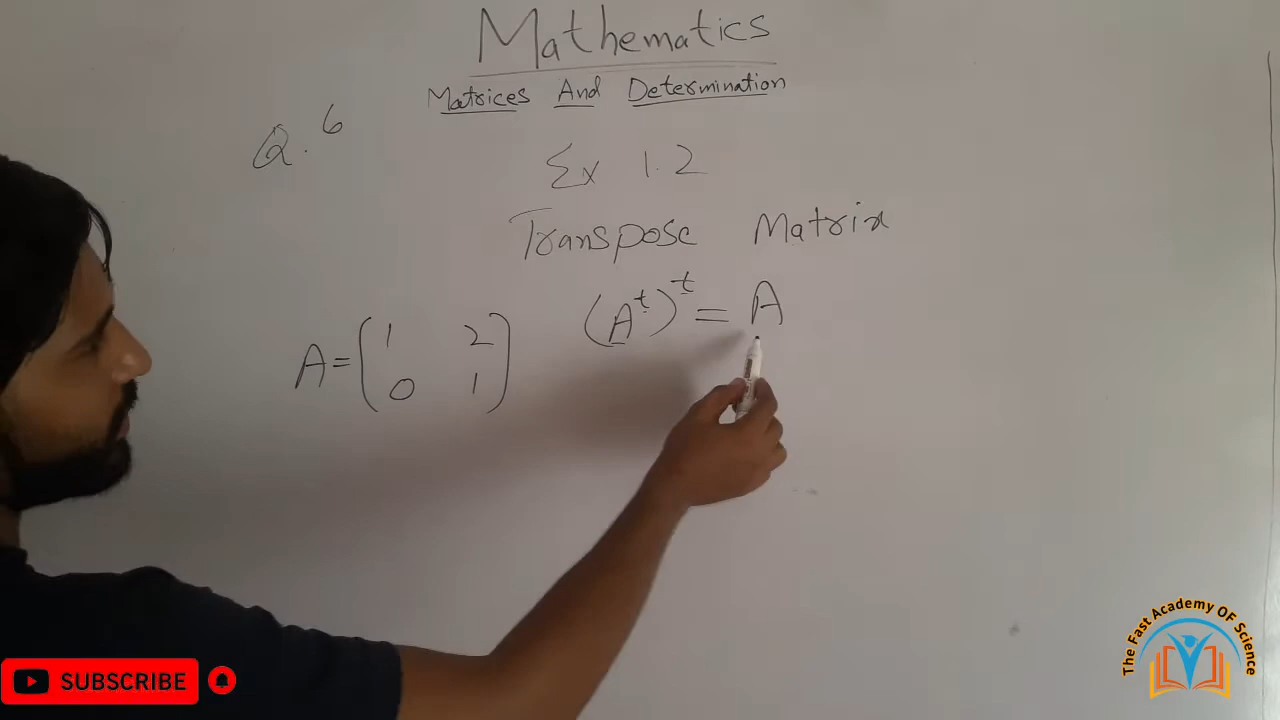 Mathematics
Matrices And Determination
Q. 6
Ex 1.2
Transpose Matrix
(A^t)^t = A
A = [1 2
0 1]
The Fast Academy OF Science
SUBSCRIBE